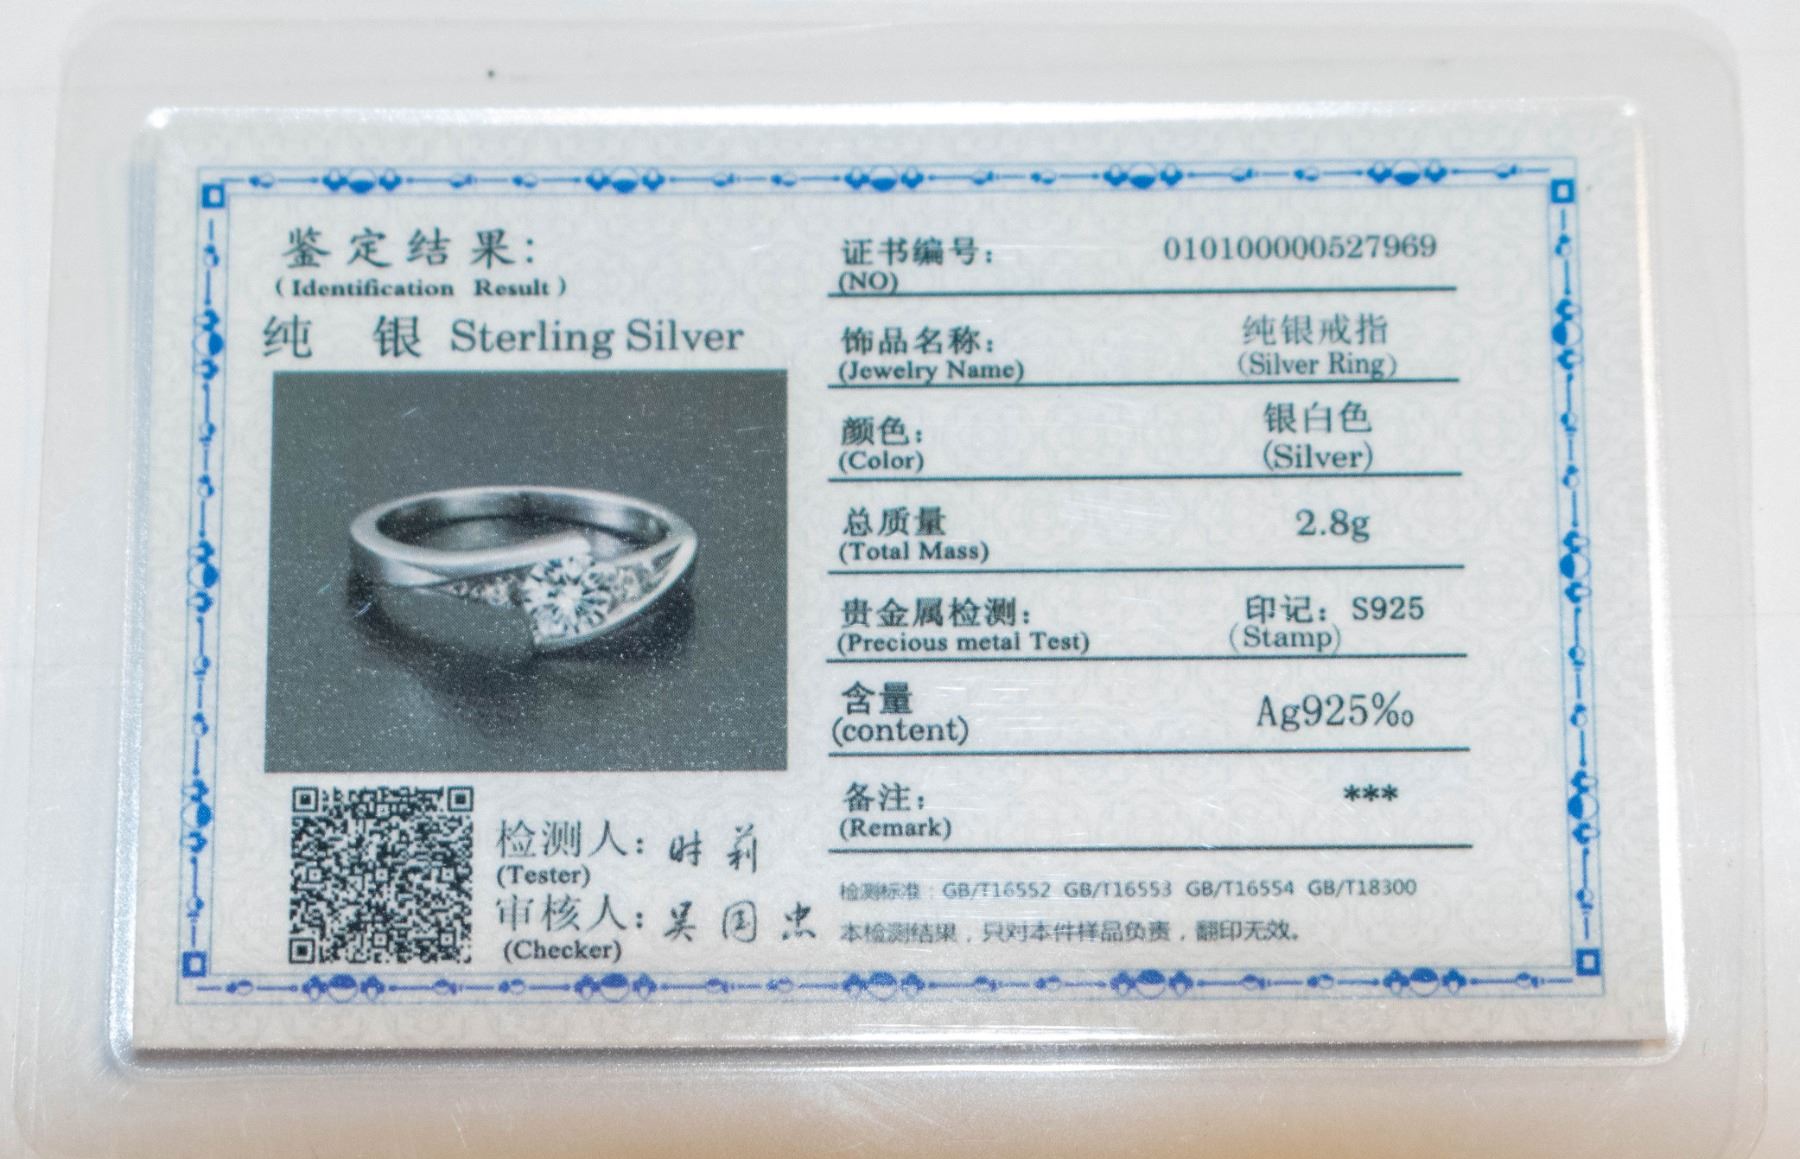 鉴定结果:
(Identification Result)
纯 银 Sterling Silver
检测人: 时莉
(Tester)
审核人: 吴国忠
(Checker)
证书编号: 010100000527969
(NO)
饰品名称: 纯银戒指
(Jewelry Name) (Silver Ring)
颜色: 银白色
(Color) (Silver)
总质量 2.8g
(Total Mass)
贵金属检测: 印记: S925
(Precious metal Test) (Stamp)
含量 Ag925‰
(content)
备注: ***
(Remark)
检测标准:GB/T16552 GB/T16553 GB/T16554 GB/T18300
本检测结果,只对本件样品负责,翻印无效。